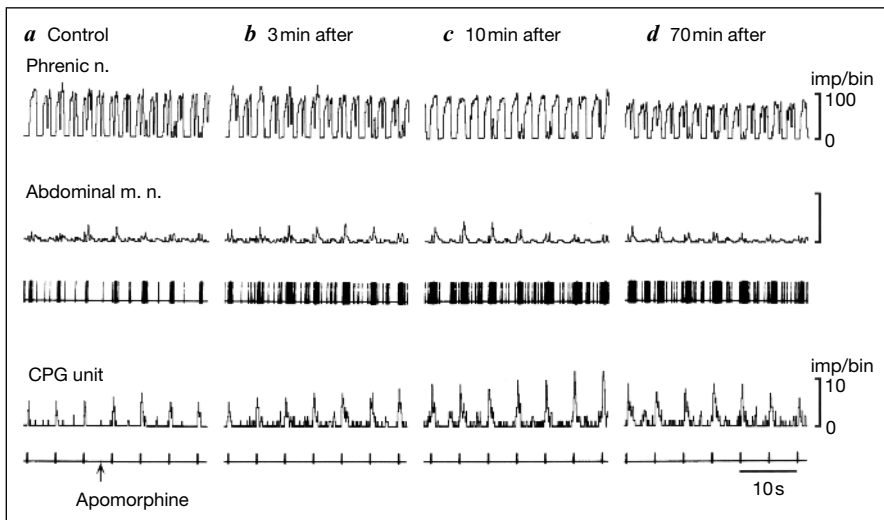 a Control b 3 min after c 10 min after d 70 min after
Phrenic n.
imp/bin
100
0
Abdominal m. n.
CPG unit
imp/bin
10
0
Apomorphine
10 s